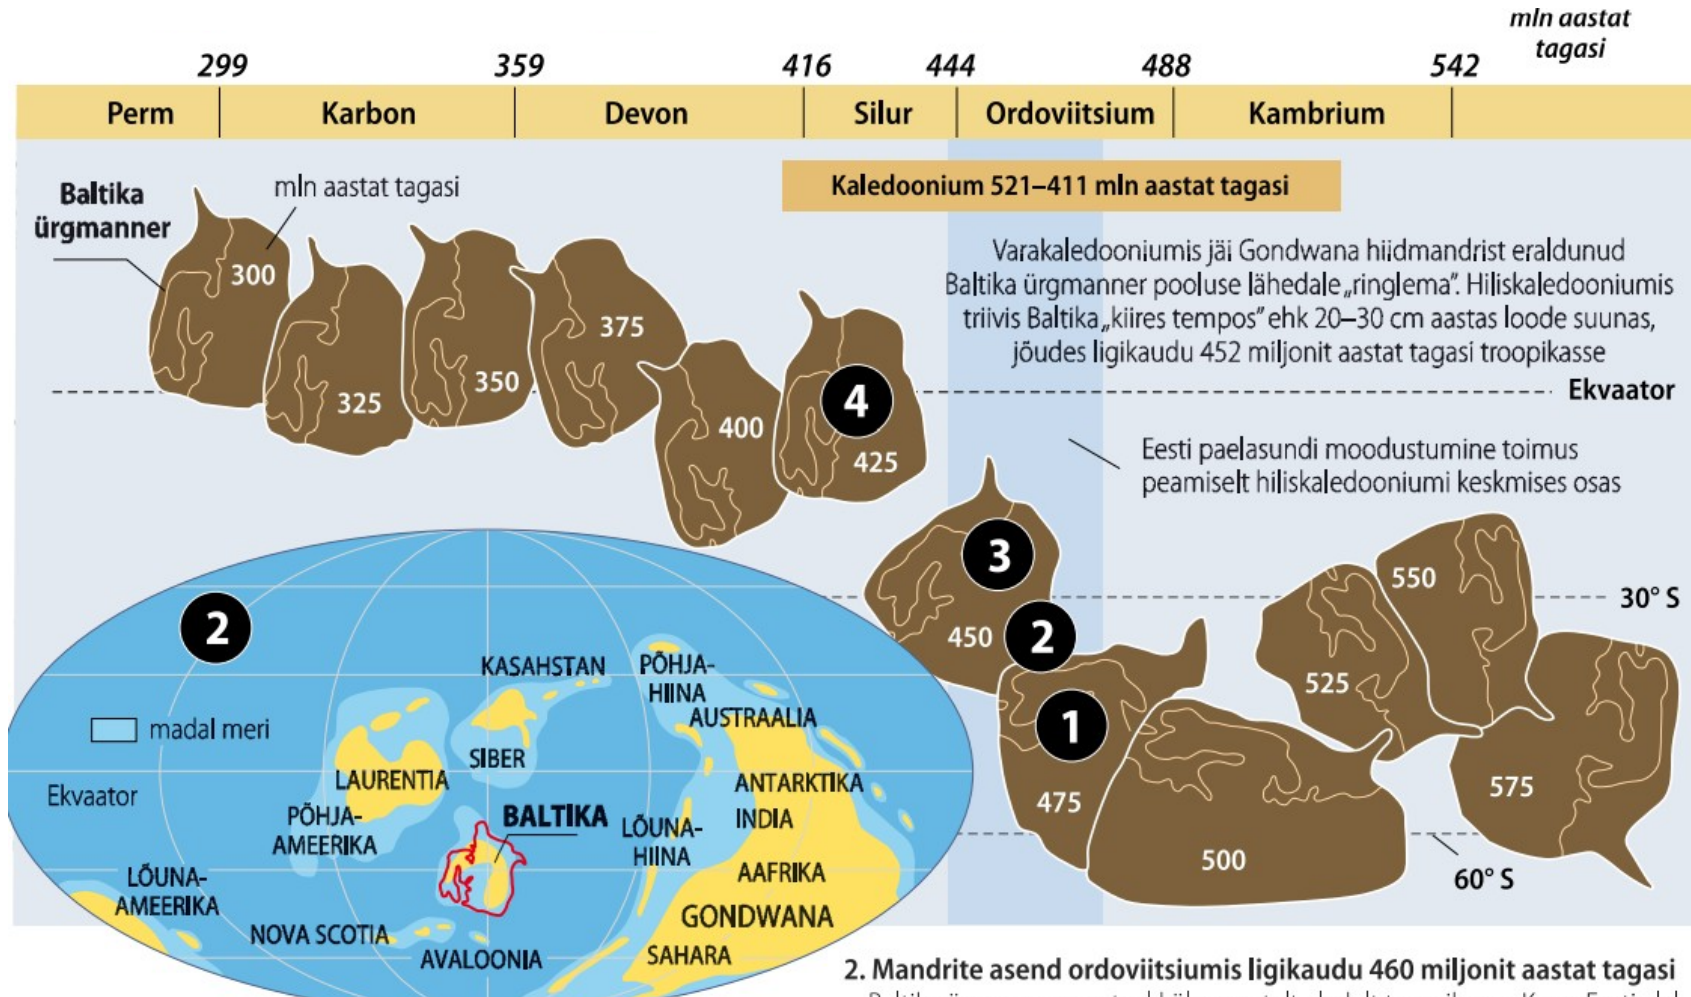 mln aastat
tagasi
299 359 416 444 488 542
Perm Karbon Devon Silur Ordoviitsium Kambrium
Kaledoonium 521–411 mln aastat tagasi
Baltika
ürgmanner
mln aastat tagasi
Varakaledooniumis jäi Gondwana hiidmandrist eraldunud
Baltika ürgmanner pooluse lähedale „ringlema”. Hiliskaledooniumis
triivis Baltika „kiires tempos” ehk 20–30 cm aastas loode suunas,
jõudes ligikaudu 452 miljonit aastat tagasi troopikasse
300
325
350
375
400
4
425
Ekvaator
Eesti paelasundi moodustumine toimus
peamiselt hiliskaledooniumi keskmises osas
3
450
2
1
475
500
525
550
575
30° S
60° S
2
madal meri
Ekvaator
KASAHSTAN
PÕHJA-
HIINA
AUSTRAALIA
SIBER
LAURENTIA
PÕHJA-
AMEERIKA
BALTIKA
LÕUNA-
HIINA
ANTARKTIKA
INDIA
AAFRIKA
GONDWANA
SAHARA
LÕUNA-
AMEERIKA
NOVA SCOTIA
AVALOONIA
2. Mandrite asend ordoviitsiumis ligikaudu 460 miljonit aastat tagasi